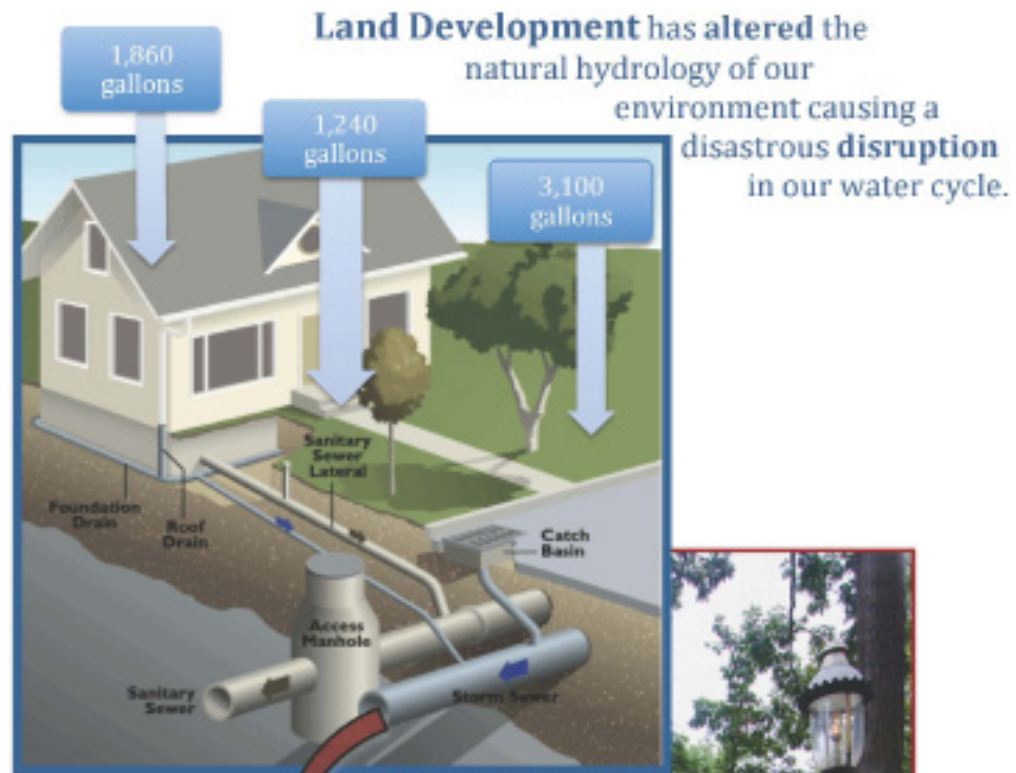 Land Development has altered the
natural hydrology of our
environment causing a
disastrous disruption
in our water cycle.
1,860
gallons
1,240
gallons
3,100
gallons
Sanitary
Sewer
Lateral
Foundation
Drain
Roof
Drain
Catch
Basin
Access
Manhole
Sanitary
Sewer
Storm Sewer